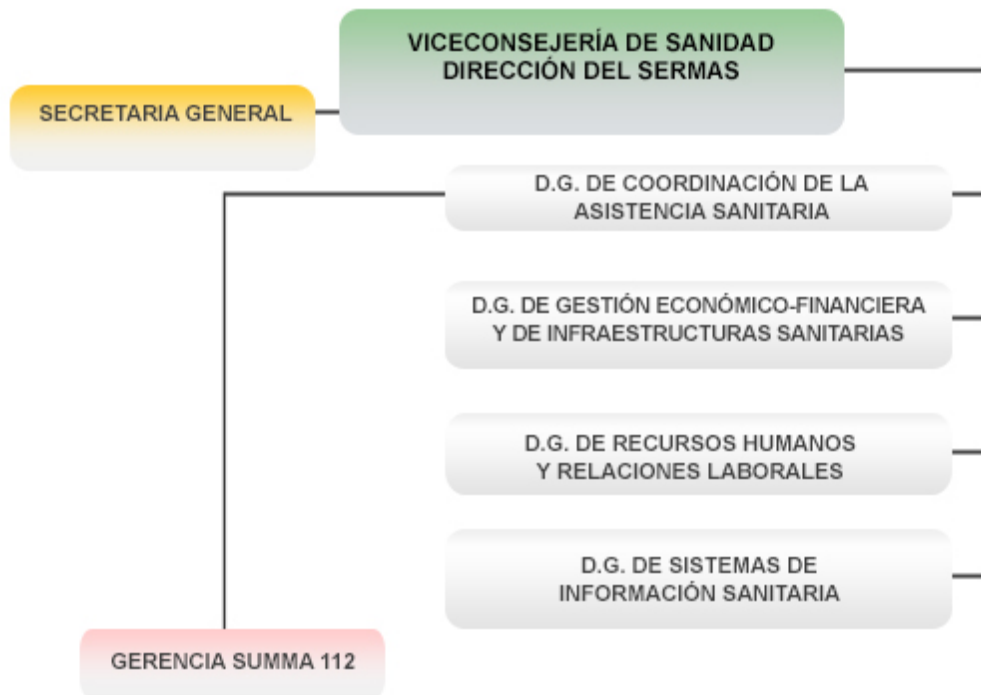 VICECONSEJERÍA DE SANIDAD
DIRECCIÓN DEL SERMAS
SECRETARIA GENERAL
D.G. DE COORDINACIÓN DE LA
ASISTENCIA SANITARIA
D.G. DE GESTIÓN ECONÓMICO-FINANCIERA
Y DE INFRAESTRUCTURAS SANITARIAS
D.G. DE RECURSOS HUMANOS
Y RELACIONES LABORALES
D.G. DE SISTEMAS DE
INFORMACIÓN SANITARIA
GERENCIA SUMMA 112